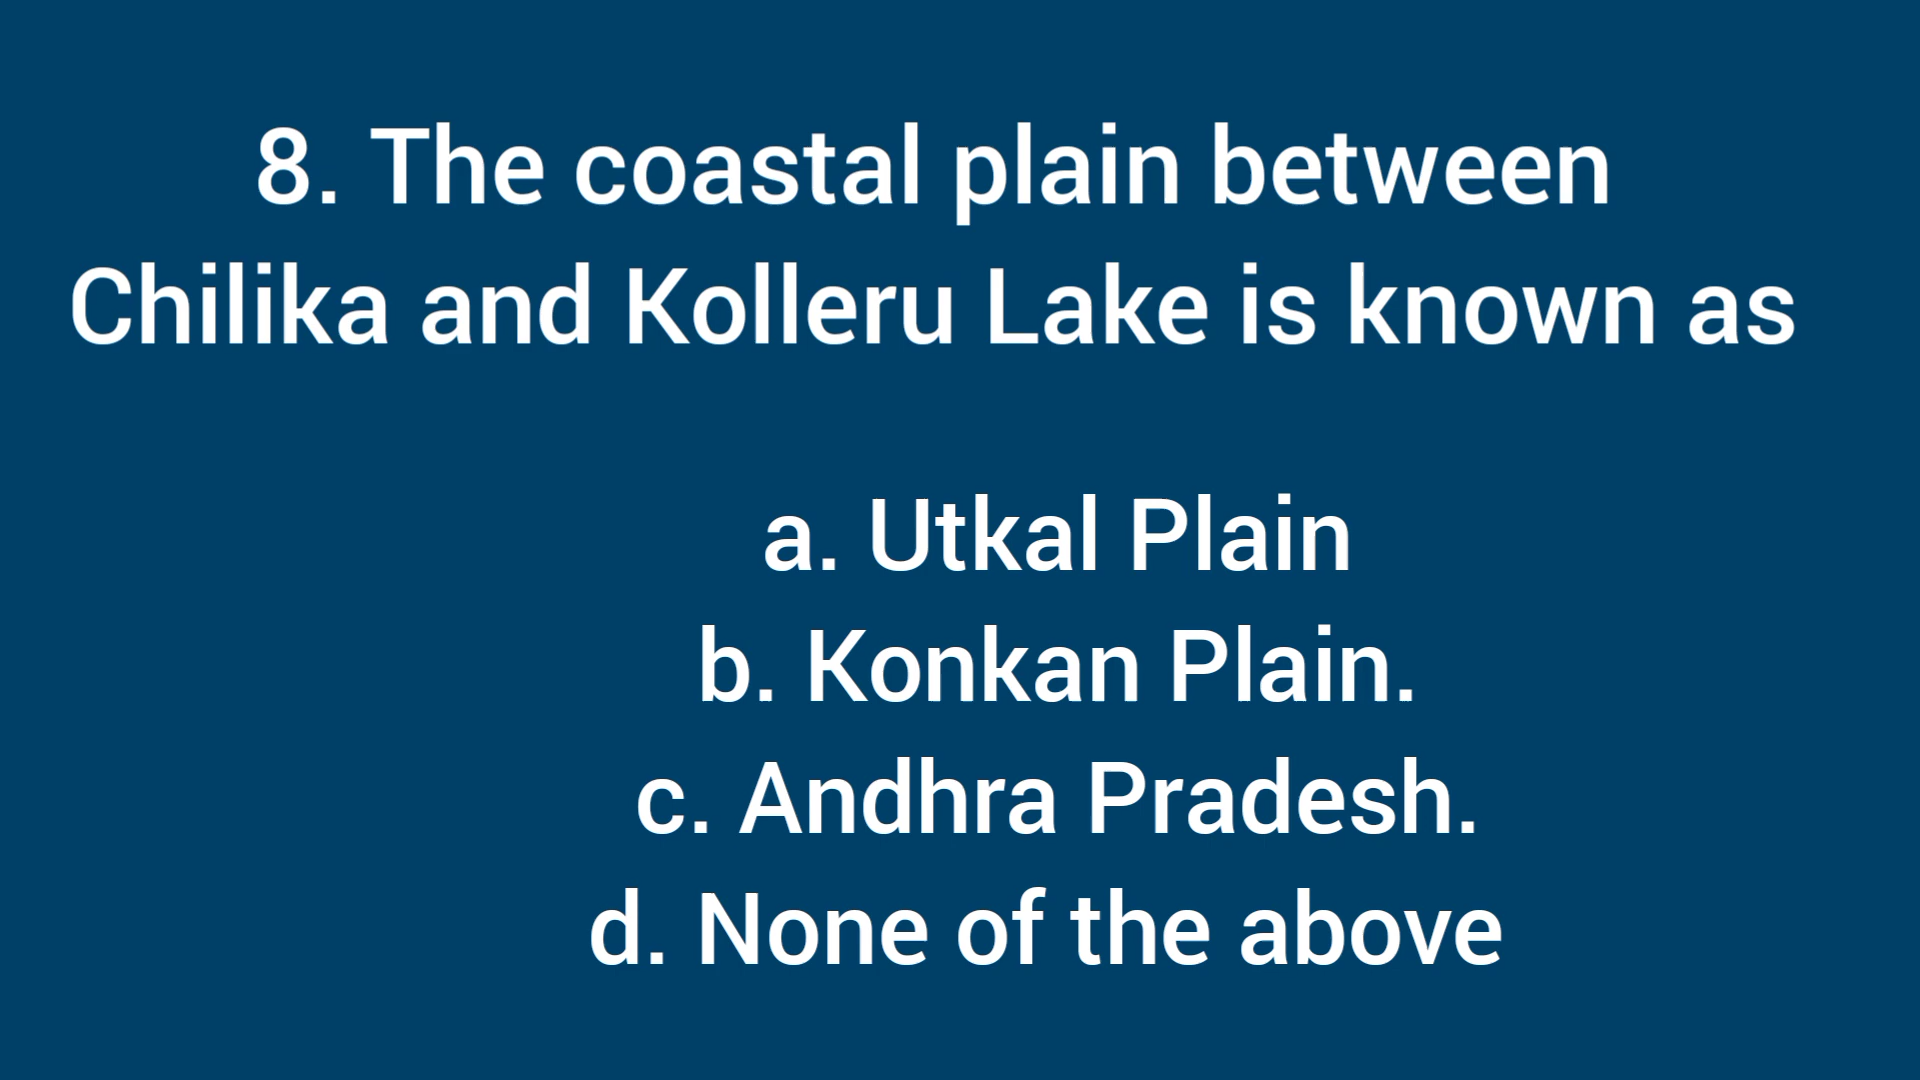 8. The coastal plain between
Chilika and Kolleru Lake is known as
a. Utkal Plain
b. Konkan Plain.
c. Andhra Pradesh.
d. None of the above